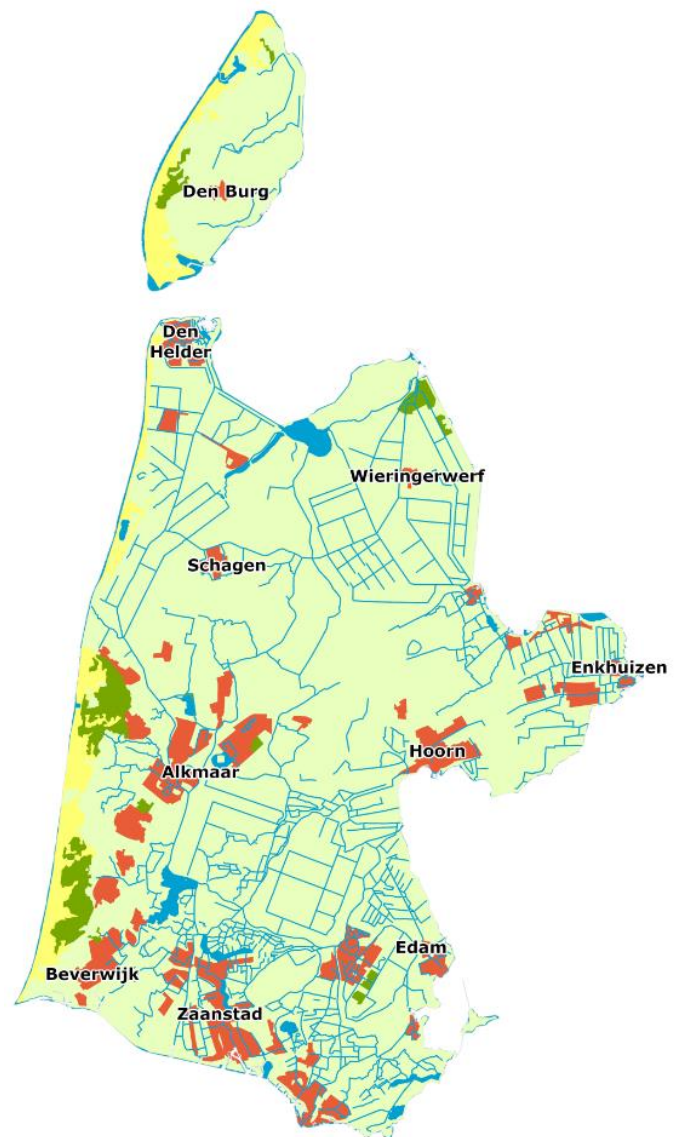 Den Burg
Den
Helder
Wieringerwerf
Schagen
Enkhuizen
Hoorn
Alkmaar
Edam
Beverwijk
Zaanstad